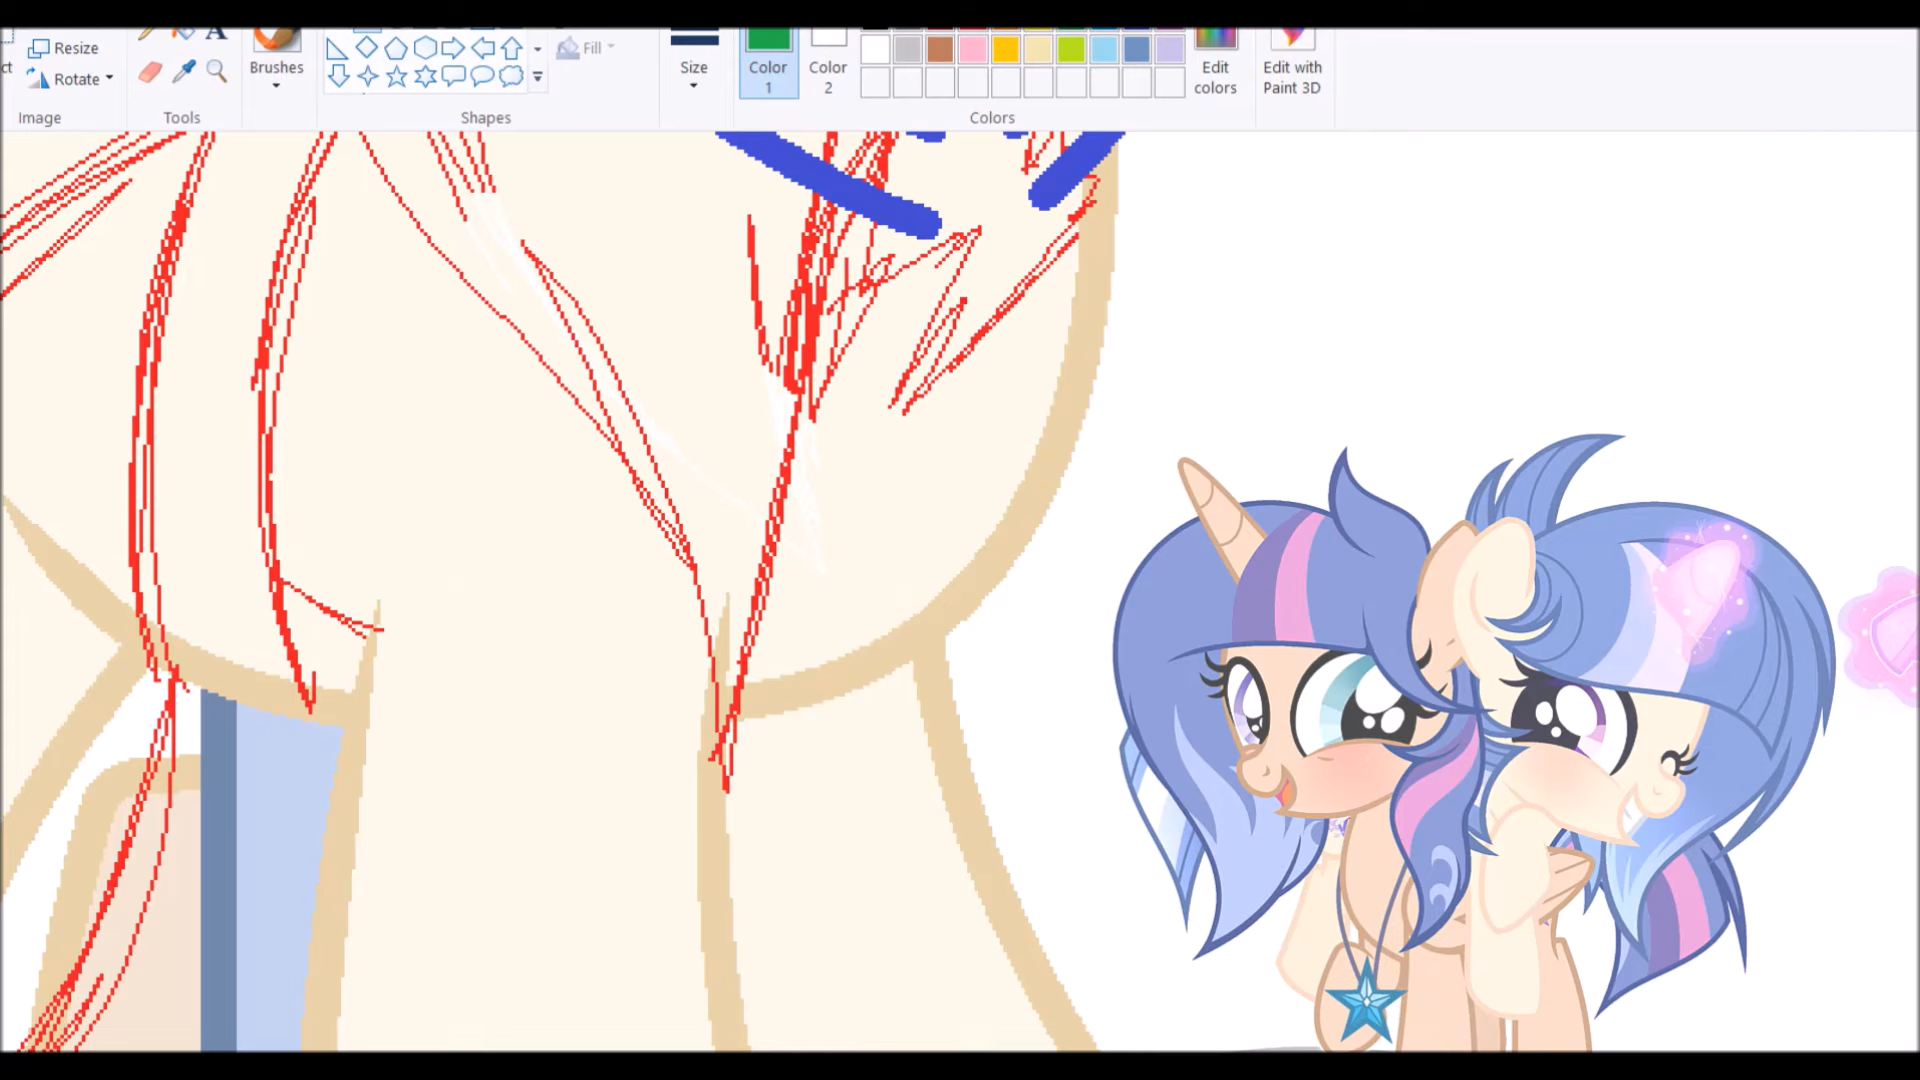 Resize
Rotate
ct
Image
A
Tools
Brushes
Fill
Shapes
Size
Color
1
Color
2
Colors
Edit
colors
Edit with
Paint 3D